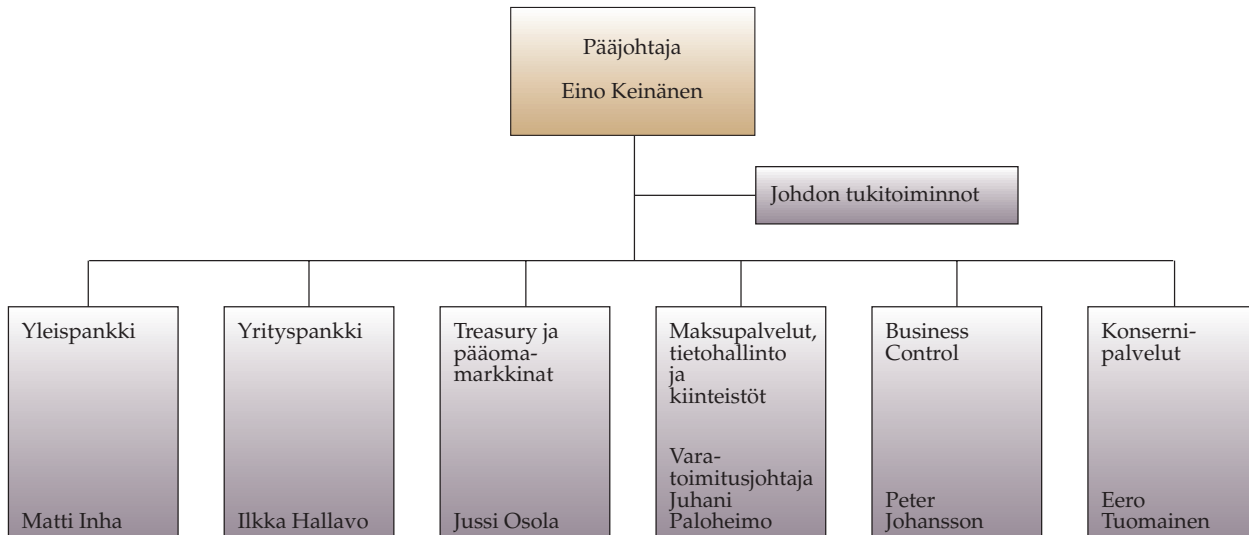 Pääjohtaja
Eino Keinänen
Johdon tukitoiminnot
Yleispankki
Matti Inha
Yrityspankki
Ilkka Hallavo
Treasury ja
pääoma-
markkinat
Jussi Osola
Maksupalvelut,
tietohallinto
ja
kiinteistöt
Vara-
toimitusjohtaja
Juhani
Paloheimo
Business
Control
Peter
Johansson
Konserni-
palvelut
Eero
Tuomainen